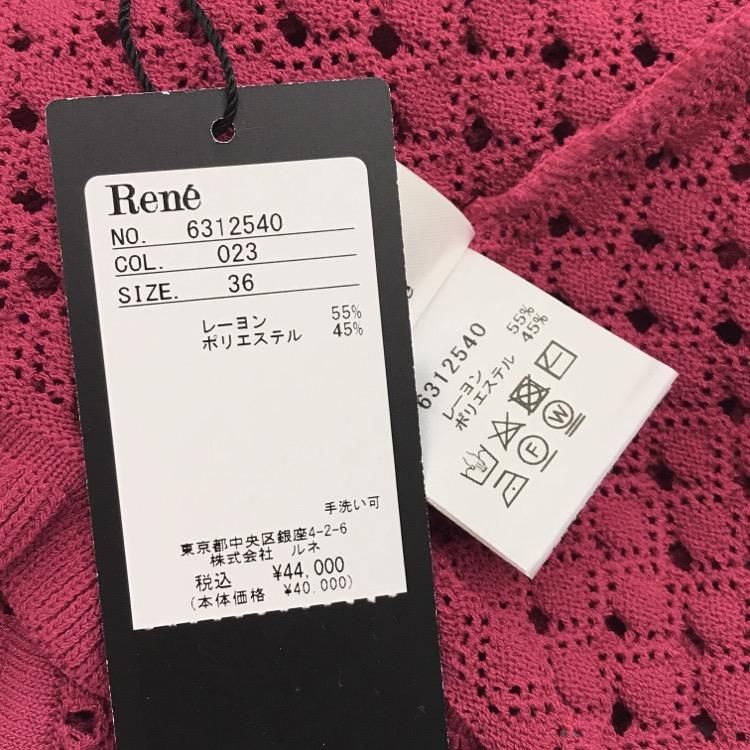 René
NO. 6312540
COL. 023
SIZE. 36
レーヨン 55%
ポリエステル 45%
手洗い可
東京都中央区銀座4-2-6
株式会社 ルネ
税込 ¥44,000
(本体価格 ¥40,000)
6312540
レーヨン 55%
ポリエステル 45%
F W